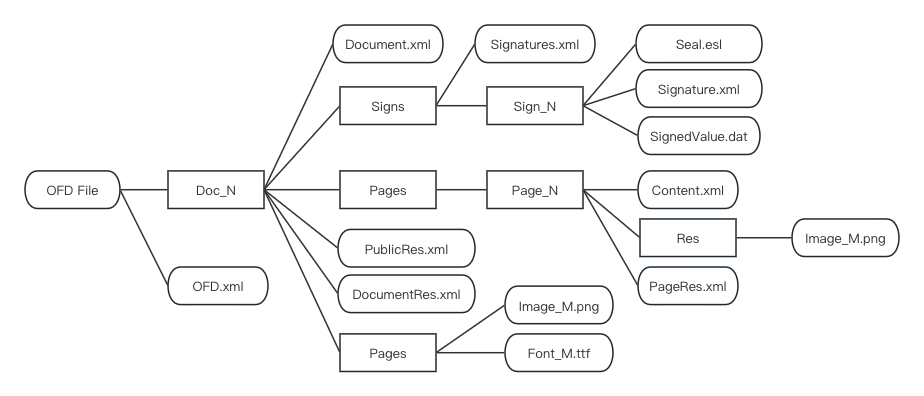 Document.xml
Signatures.xml
Seal.esl
Signature.xml
Signs
Sign_N
SignedValue.dat
OFD File
Doc_N
Pages
Page_N
Content.xml
PublicRes.xml
Res
Image_M.png
OFD.xml
DocumentRes.xml
PageRes.xml
Image_M.png
Pages
Font_M.ttf